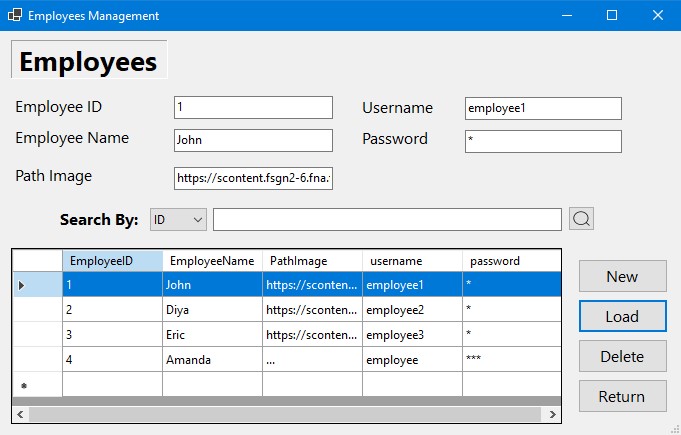 Employees Management
Employees
Employee ID 1 Username employee1
Employee Name John Password *
Path Image https://scontent.fsgn2-6.fna.
Search By: ID
EmployeeID EmployeeName PathImage username password
1 John https://sconten... employee1 *
2 Diya https://sconten... employee2 *
3 Eric https://sconten... employee3 *
4 Amanda ... employee ***
*
New
Load
Delete
Return